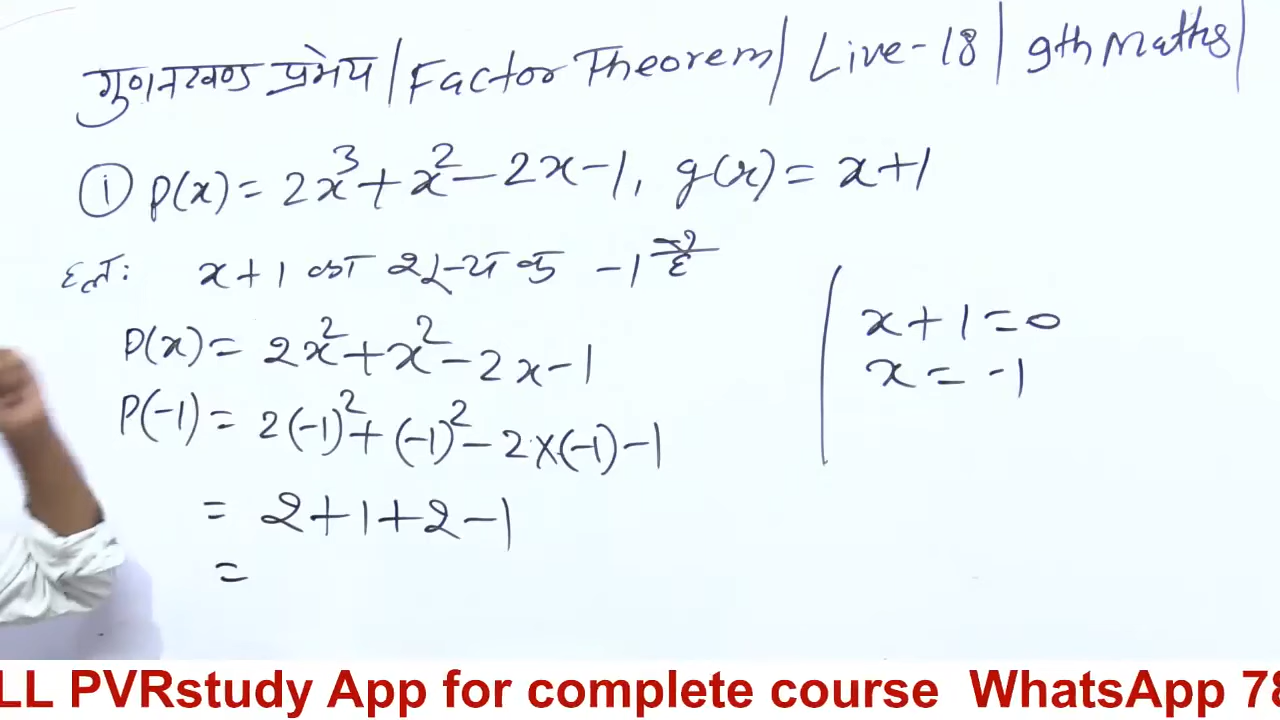 गुणनखण्ड प्रमेय/Factor Theorem/ Live-18/ 9th Maths/
① P(x) = 2x³ + x² - 2x - 1, g(x) = x + 1
हल: x + 1 का शून्यक -1 है
P(x) = 2x² + x² - 2x - 1
x + 1 = 0
x = -1
P(-1) = 2(-1)² + (-1)² - 2×(-1) - 1
= 2 + 1 + 2 - 1
=
LL PVRstudy App for complete course WhatsApp 78